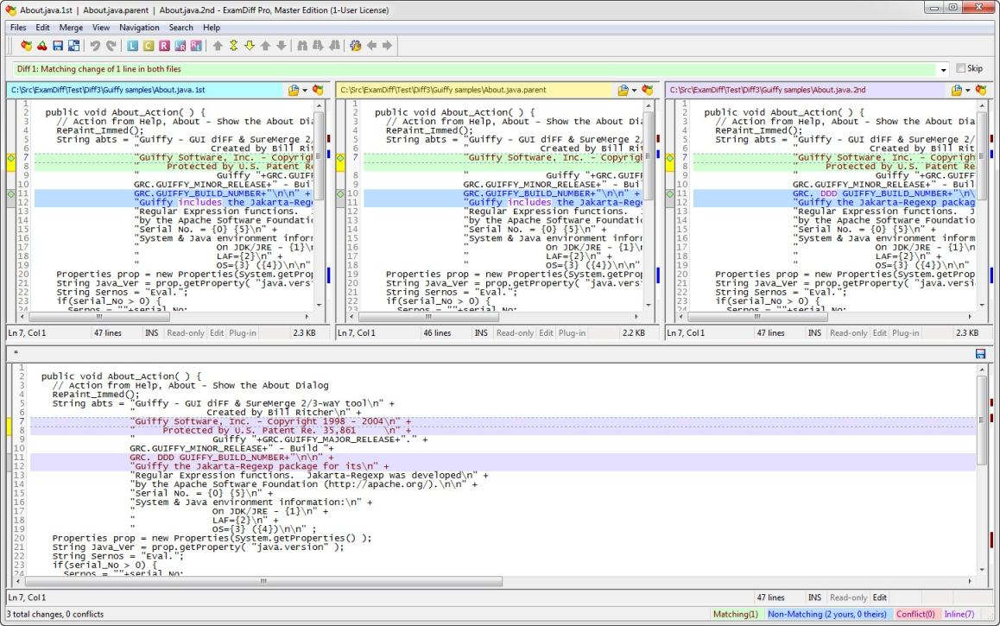 About.java.1st | About.java.parent | About.java.2nd - ExamDiff Pro, Master Edition (1-User License)
Files Edit Merge View Navigation Search Help
Diff 1: Matching change of 1 line in both files
Skip
C:\Src\ExamDiff\Test\Diff3\Guiffy samples\About.java.1st
1
2 public void About_Action( ) {
3 // Action from Help, About - Show the About Dia
4 RePaint_Immed();
5 String abts = "Guiffy - GUI diFF & SureMerge 2/
6 " Created by Bill Rit
7 "Guiffy Software, Inc. - Copyrigh
8 " Protected by U.S. Patent Re
9 " Guiffy "+GRC.GUIFF
10 GRC.GUIFFY_MINOR_RELEASE+" - Buil
11 GRC.GUIFFY_BUILD_NUMBER+"\n\n" +
12 "Guiffy includes the Jakarta-Rege
13 "Regular Expression functions. J
14 "by the Apache Software Foundatio
15 "Serial No. = {0} {5}\n" +
16 "System & Java environment inform
17 " On JDK/JRE - {1}\n
18 " LAF={2}\n" +
19 " OS={3} ({4})\n\n"
20 Properties prop = new Properties(System.getProp
21 String Java_Ver = prop.getProperty( "java.versi
22 String Sernos = "Eval.";
23 if(serial_No > 0) {
24 Sernos = ""+serial_No;
Ln 7, Col 1 47 lines INS Read-only Edit Plug-in 2.3 KB
C:\Src\ExamDiff\Test\Diff3\Guiffy samples\About.java.parent
1
2 public void About_Action( ) {
3 // Action from Help, About - Show the About Dia
4 RePaint_Immed();
5 String abts = "Guiffy - GUI diFF & SureMerge 2/
6 " Created by Bill Rit
7 "Guiffy Software, Inc. - Copyrigh
8 " Guiffy "+GRC.GUIFF
9 GRC.GUIFFY_MINOR_RELEASE+" - Buil
10 GRC.GUIFFY_BUILD_NUMBER+"\n\n" +
11 "Guiffy includes the Jakarta-Rege
12 "Regular Expression functions. J
13 "by the Apache Software Foundatio
14 "Serial No. = {0} {5}\n" +
15 "System & Java environment inform
16 " On JDK/JRE - {1}\n
17 " LAF={2}\n" +
18 " OS={3} ({4})\n\n"
19 Properties prop = new Properties(System.getProp
20 String Java_Ver = prop.getProperty( "java.versi
21 String Sernos = "Eval.";
22 if(serial_No > 0) {
23 Sernos = ""+serial_No;
Ln 7, Col 1 46 lines INS Read-only Edit Plug-in 2.2 KB
C:\Src\ExamDiff\Test\Diff3\Guiffy samples\About.java.2nd
1
2 public void About_Action( ) {
3 // Action from Help, About - Show the About Dia
4 RePaint_Immed();
5 String abts = "Guiffy - GUI diFF & SureMerge 2/
6 " Created by Bill Rit
7 "Guiffy Software, Inc. - Copyright
8 " Protected by U.S. Patent Re
9 " Guiffy "+GRC.GUIFF
10 GRC.GUIFFY_MINOR_RELEASE+" - Buil
11 GRC. DDD GUIFFY_BUILD_NUMBER+"\n\
12 "Guiffy the Jakarta-Regexp packag
13 "Regular Expression functions. J
14 "by the Apache Software Foundatio
15 "Serial No. = {0} {5}\n" +
16 "System & Java environment inform
17 " On JDK/JRE - {1}\n
18 " LAF={2}\n" +
19 " OS={3} ({4})\n\n"
20 Properties prop = new Properties(System.getProp
21 String Java_Ver = prop.getProperty( "java.versi
22 String Sernos = "Eval.";
23 if(serial_No > 0) {
24 Sernos = ""+serial_No;
Ln 7, Col 1 47 lines INS Read-only Edit Plug-in 2.3 KB
*
1
2 public void About_Action( ) {
3 // Action from Help, About - Show the About Dialog
4 RePaint_Immed();
5 String abts = "Guiffy - GUI diFF & SureMerge 2/3-waY tool\n" +
6 " Created by Bill Ritcher\n" +
7 "Guiffy Software, Inc. - Copyright 1998 - 2004\n" +
8 " Protected by U.S. Patent Re. 35,861 \n" +
9 " Guiffy "+GRC.GUIFFY_MAJOR_RELEASE+"." +
10 GRC.GUIFFY_MINOR_RELEASE+" - Build "+
11 GRC. DDD GUIFFY_BUILD_NUMBER+"\n\n" +
12 "Guiffy the Jakarta-Regexp package for its\n" +
13 "Regular Expression functions. Jakarta-Regexp was developed\n" +
14 "by the Apache Software Foundation (http://apache.org/).\n\n" +
15 "Serial No. = {0} {5}\n" +
16 "System & Java environment information:\n" +
17 " On JDK/JRE - {1}\n" +
18 " LAF={2}\n" +
19 " OS={3} ({4})\n\n" ;
20 Properties prop = new Properties(System.getProperties() );
21 String Java_Ver = prop.getProperty( "java.version" );
22 String Sernos = "Eval.";
23 if(serial_No > 0) {
24 Sernos = ""+serial_No;
Ln 7, Col 1 47 lines INS Read-only Edit
3 total changes, 0 conflicts Matching(1) Non-Matching (2 yours, 0 theirs) Conflict(0) Inline(7)